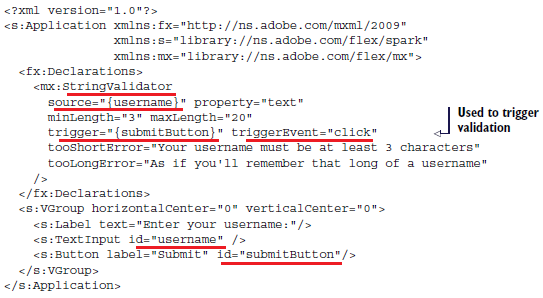 <?xml version="1.0"?>
<s:Application xmlns:fx="http://ns.adobe.com/mxml/2009"
xmlns:s="library://ns.adobe.com/flex/spark"
xmlns:mx="library://ns.adobe.com/flex/mx">
<fx:Declarations>
<mx:StringValidator
source="{username}" property="text"
minLength="3" maxLength="20"
trigger="{submitButton}" triggerEvent="click"
tooShortError="Your username must be at least 3 characters"
tooLongError="As if you'll remember that long of a username"
/>
</fx:Declarations>
<s:VGroup horizontalCenter="0" verticalCenter="0">
<s:Label text="Enter your username:"/>
<s:TextInput id="username" />
<s:Button label="Submit" id="submitButton"/>
</s:VGroup>
</s:Application>
Used to trigger
validation